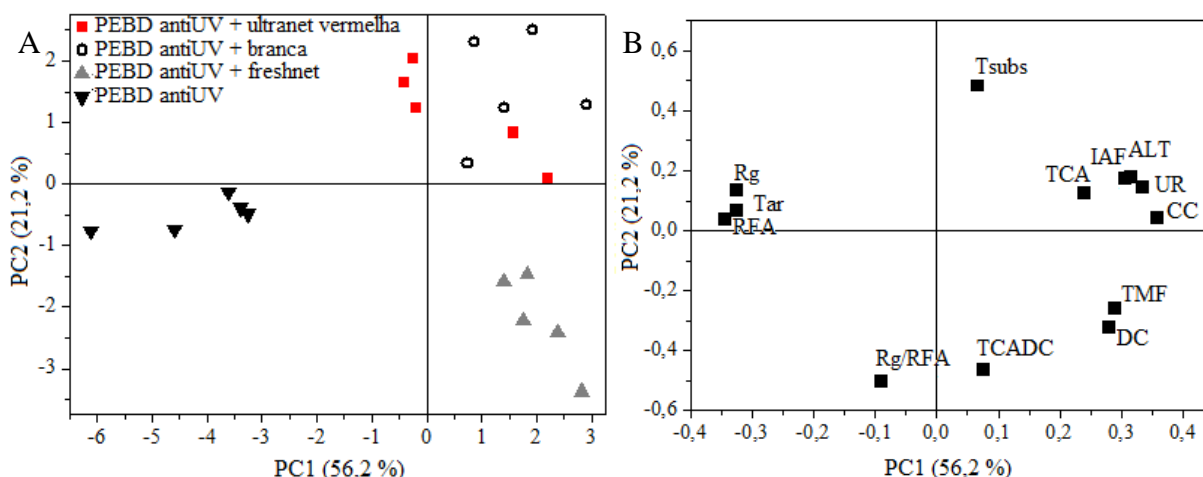 A
PEBD antiUV + ultranet vermelha
PEBD antiUV + branca
PEBD antiUV + freshnet
PEBD antiUV
2
1
0
-1
-2
-3
PC2 (21,2 %)
-6 -5 -4 -3 -2 -1 0 1 2 3
PC1 (56,2 %)
B
0,6
0,4
0,2
0,0
-0,2
-0,4
-0,6
PC2 (21,2 %)
Tsubs
Rg
Tar
RFA
TCA
IAF
ALT
UR
CC
TMF
DC
TCADC
Rg/RFA
-0,4 -0,3 -0,2 -0,1 0,0 0,1 0,2 0,3 0,4
PC1 (56,2 %)